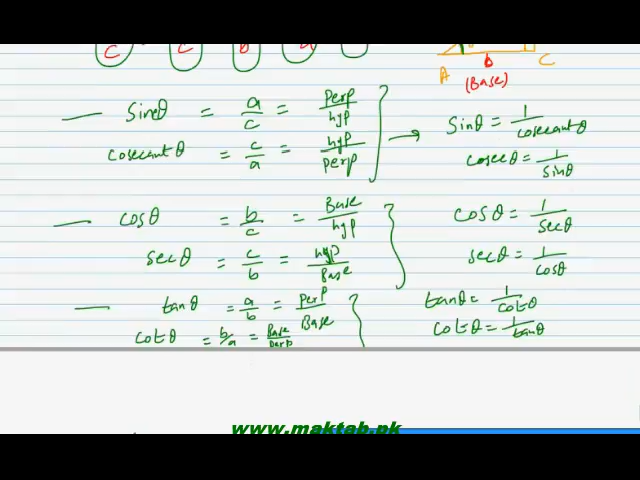 c c b a
A b C
(Base)
Sinθ = a/c = Perp/hyp
cosecant θ = c/a = hyp/Perp
Sinθ = 1/cosecantθ
cosecθ = 1/sinθ
cosθ = b/c = Base/hyp
secθ = c/b = hyp/Base
cosθ = 1/secθ
secθ = 1/cosθ
tanθ = a/b = Perp/Base
cotθ = b/a = Base/perp
tanθ = 1/cotθ
cotθ = 1/tanθ
www.maktab.pk